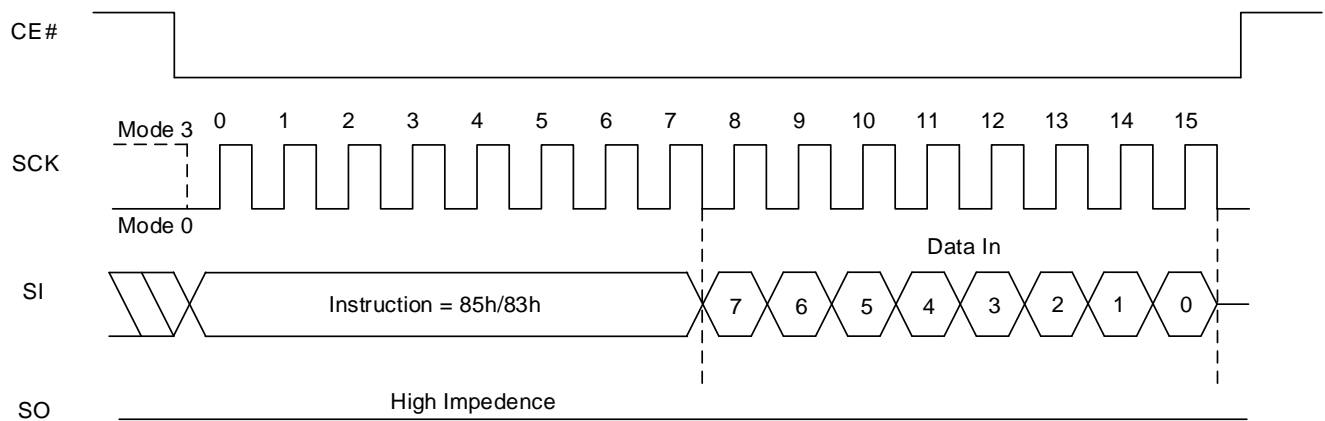 CE#
Mode 3
0 1 2 3 4 5 6 7 8 9 10 11 12 13 14 15
SCK
Mode 0
Data In
SI
Instruction = 85h/83h
7 6 5 4 3 2 1 0
High Impedence
SO